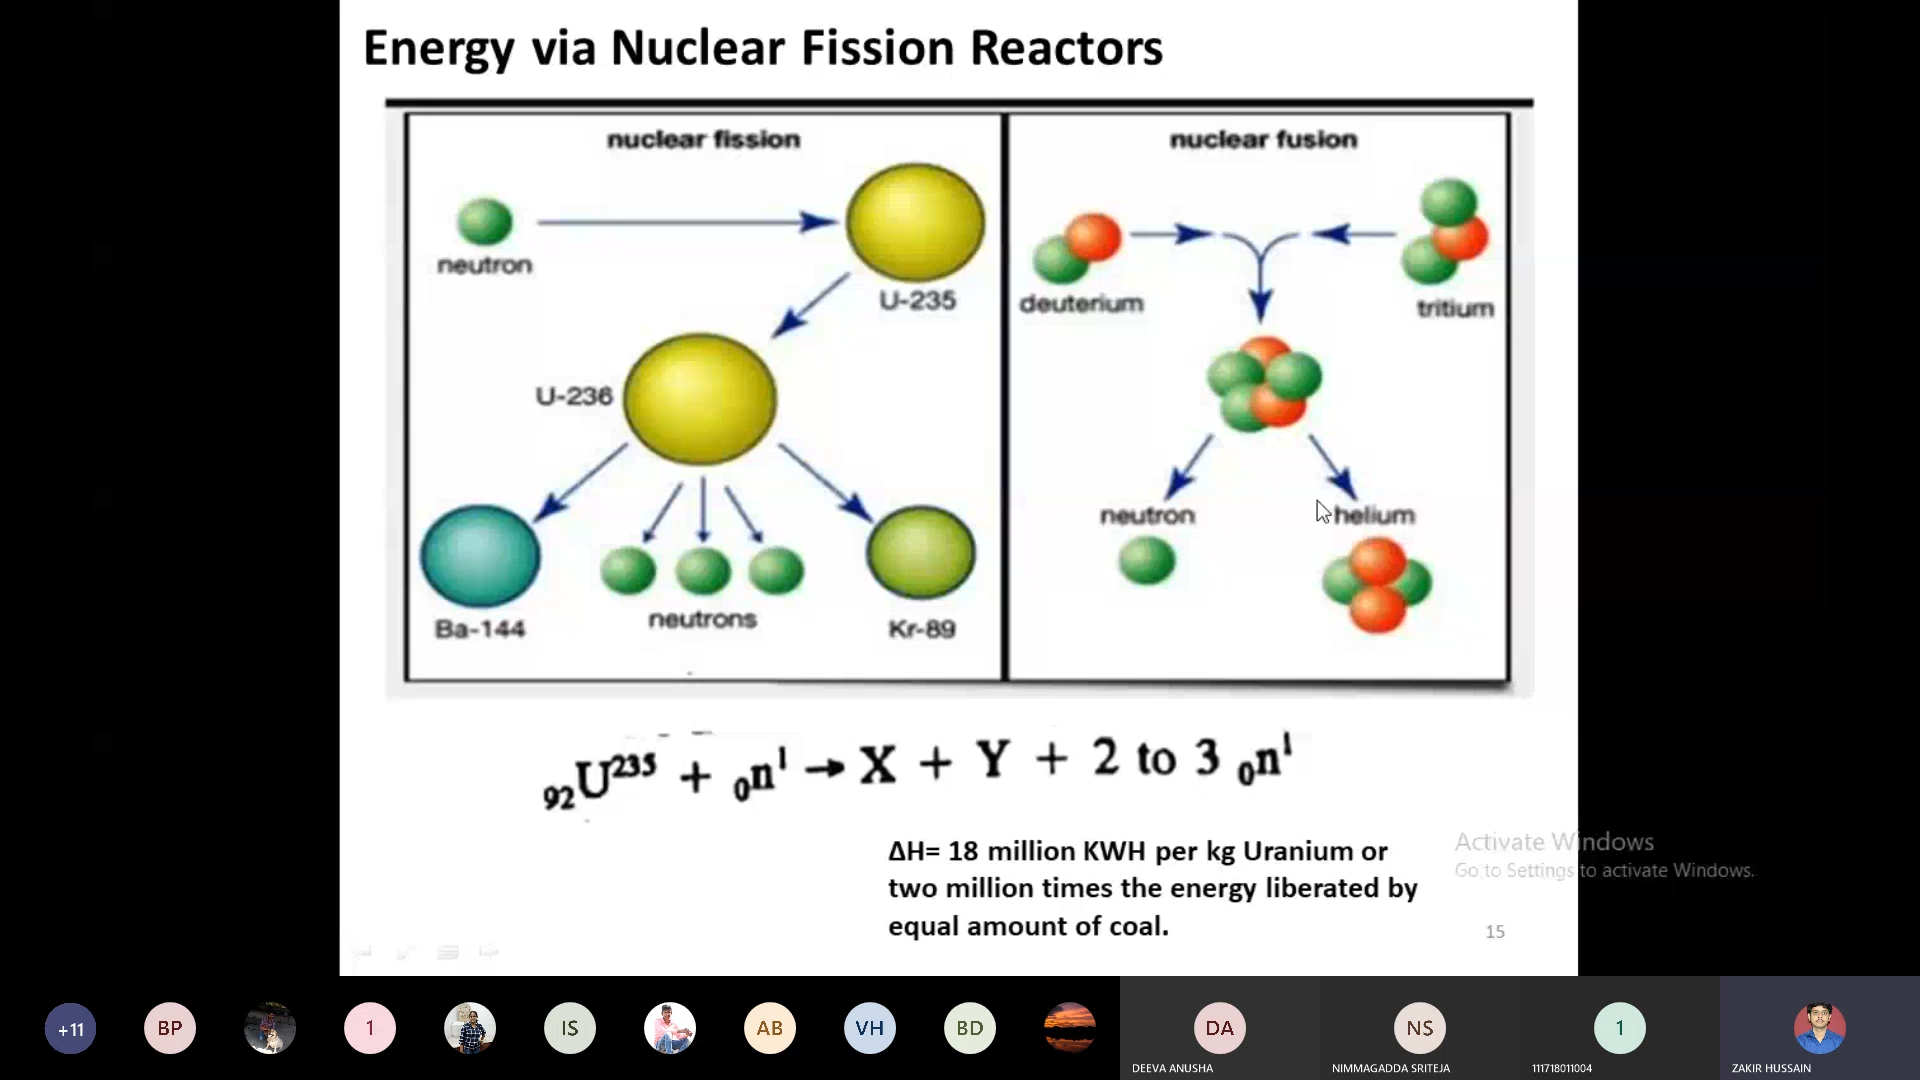 Energy via Nuclear Fission Reactors
nuclear fission
neutron
U-235
U-236
Ba-144
neutrons
Kr-89
nuclear fusion
deuterium
tritium
neutron
helium
₉₂U²³⁵ + ₀n¹ → X + Y + 2 to 3 ₀n¹
ΔH= 18 million KWH per kg Uranium or
two million times the energy liberated by
equal amount of coal.
Activate Windows
Go to Settings to activate Windows.
15
+11
BP
1
IS
AB
VH
BD
DA
DEEVA ANUSHA
NS
NIMMAGADDA SRITEJA
1
111718011004
ZAKIR HUSSAIN